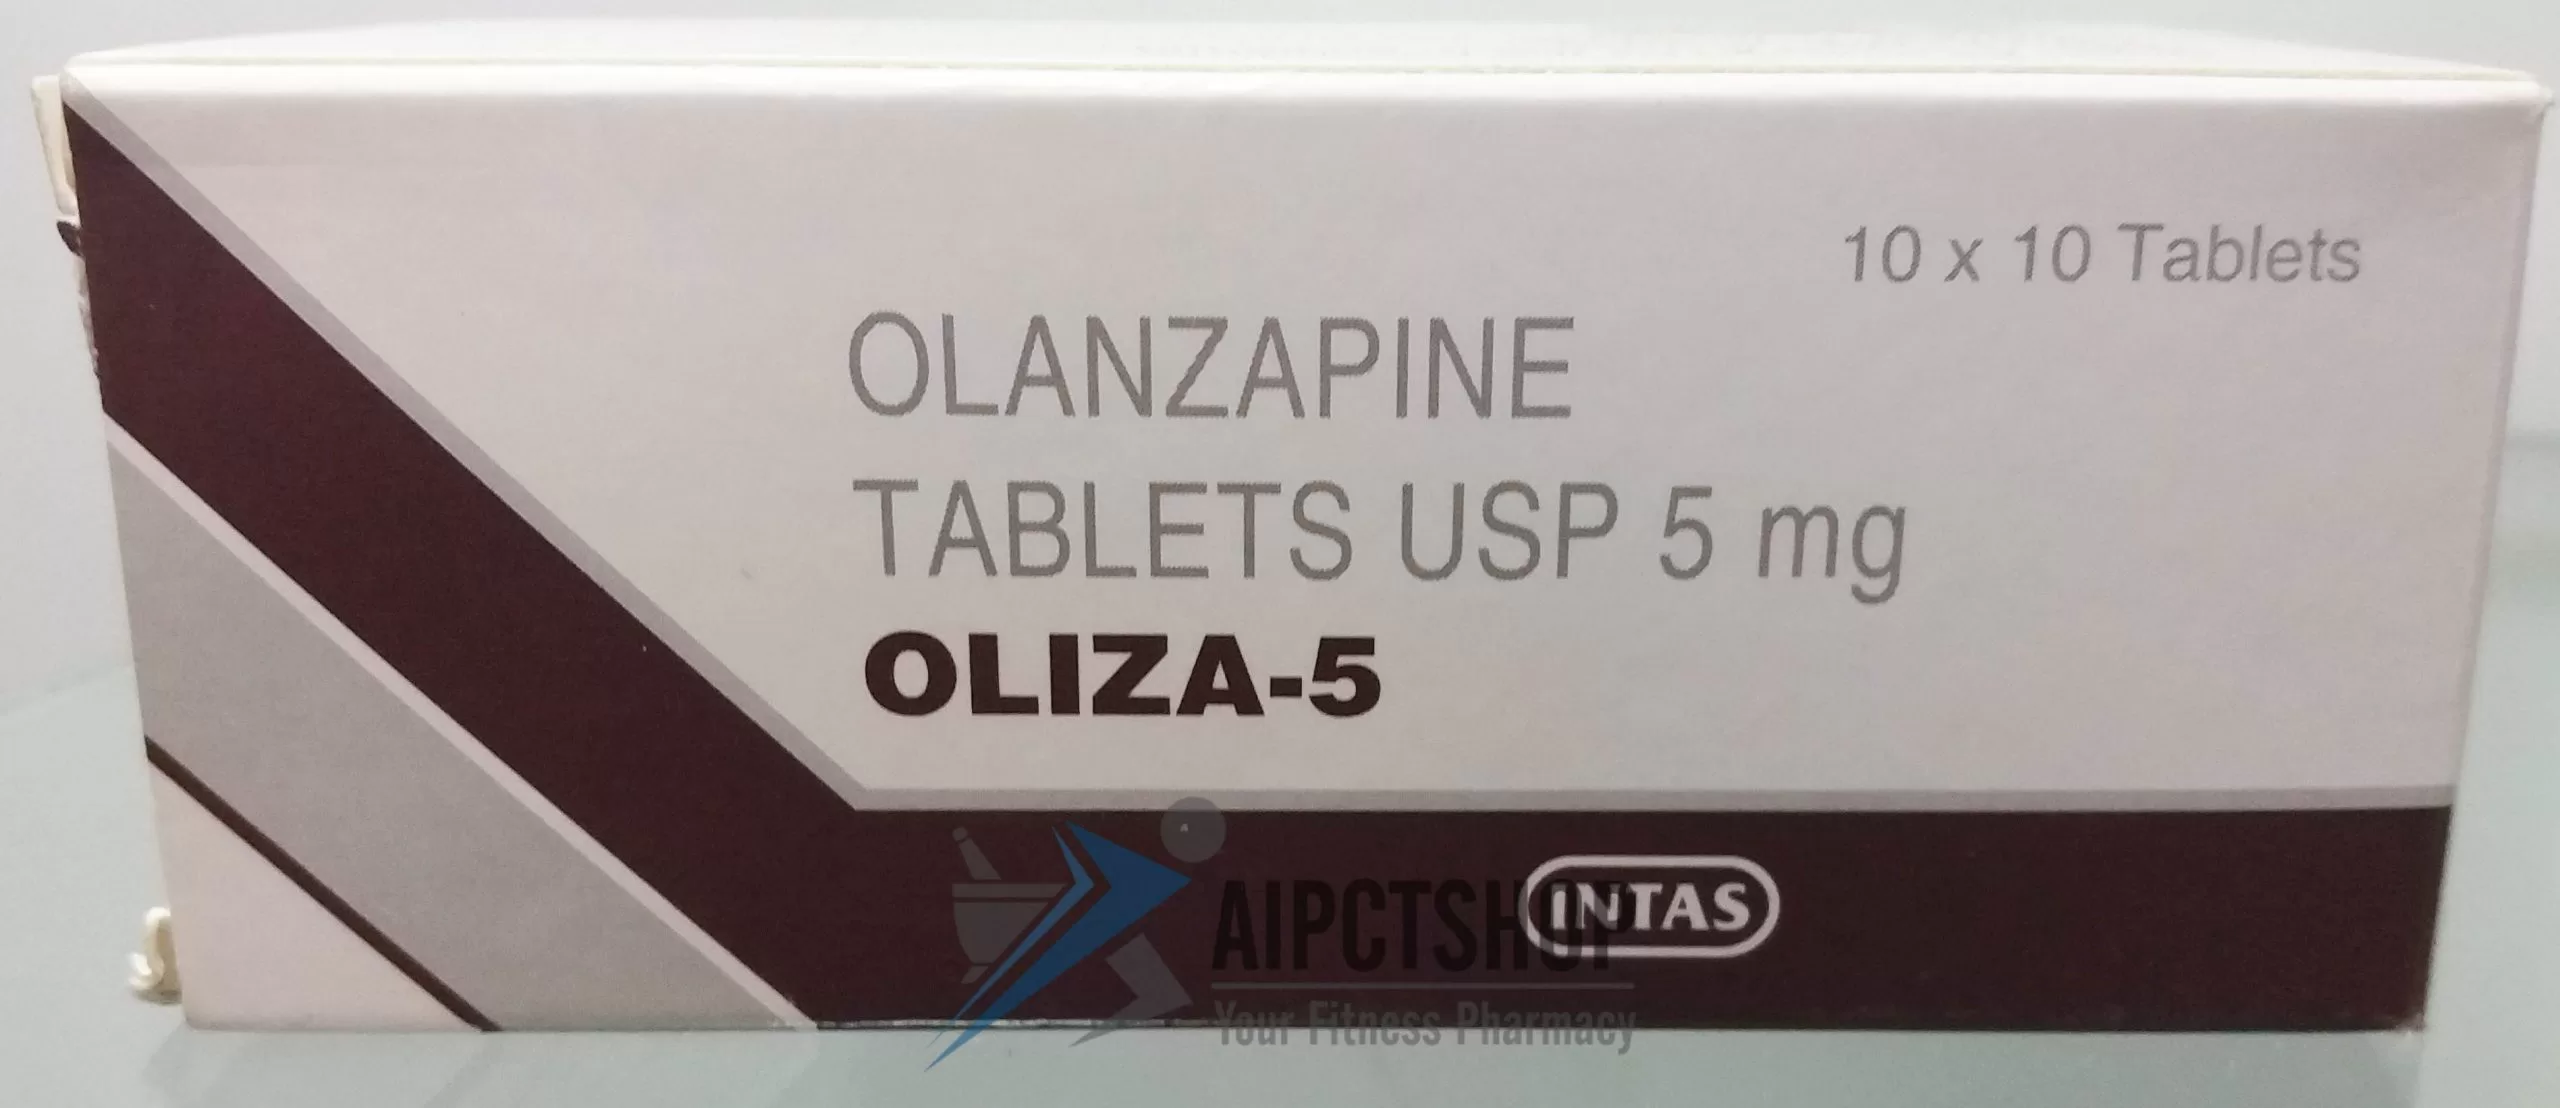 10 x 10 Tablets
OLANZAPINE
TABLETS USP 5 mg
OLIZA-5
INTAS
AIPCTSHOP
Your Fitness Pharmacy